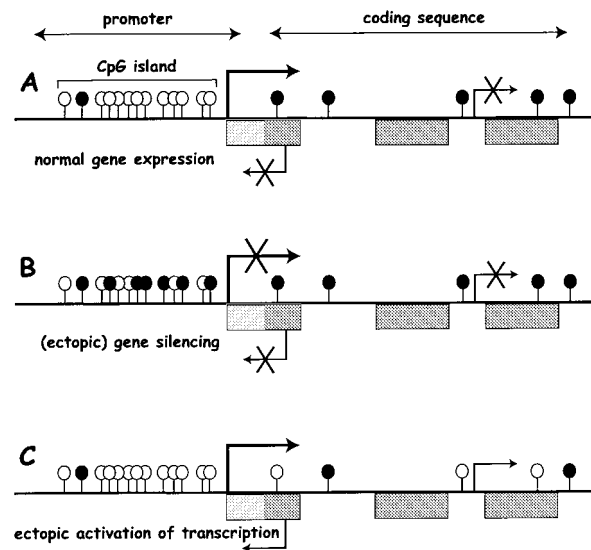 promoter
coding sequence
A
CpG island
normal gene expression
B
(ectopic) gene silencing
C
ectopic activation of transcription